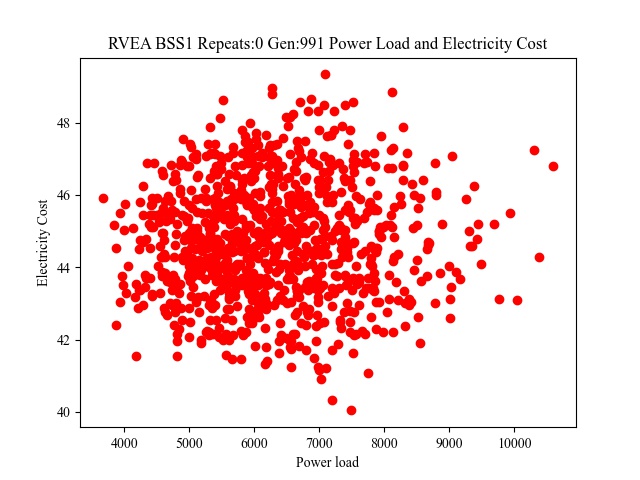 RVEA BSS1 Repeats:0 Gen:991 Power Load and Electricity Cost
48
46
44
42
40
Electricity Cost
4000 5000 6000 7000 8000 9000 10000
Power load